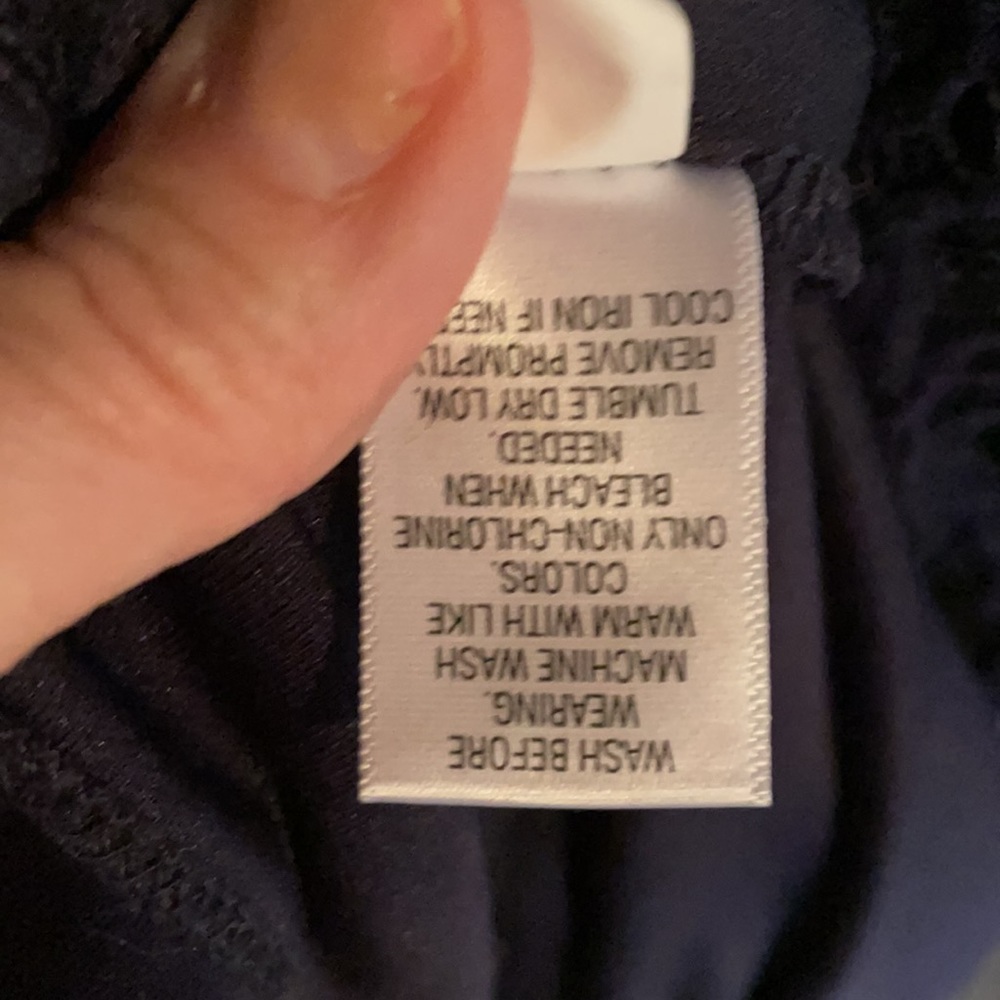 WASH BEFORE
WEARING.
MACHINE WASH
WARM WITH LIKE
COLORS.
ONLY NON-CHLORINE
BLEACH WHEN
NEEDED.
TUMBLE DRY LOW.
REMOVE PROMPTLY
COOL IRON IF